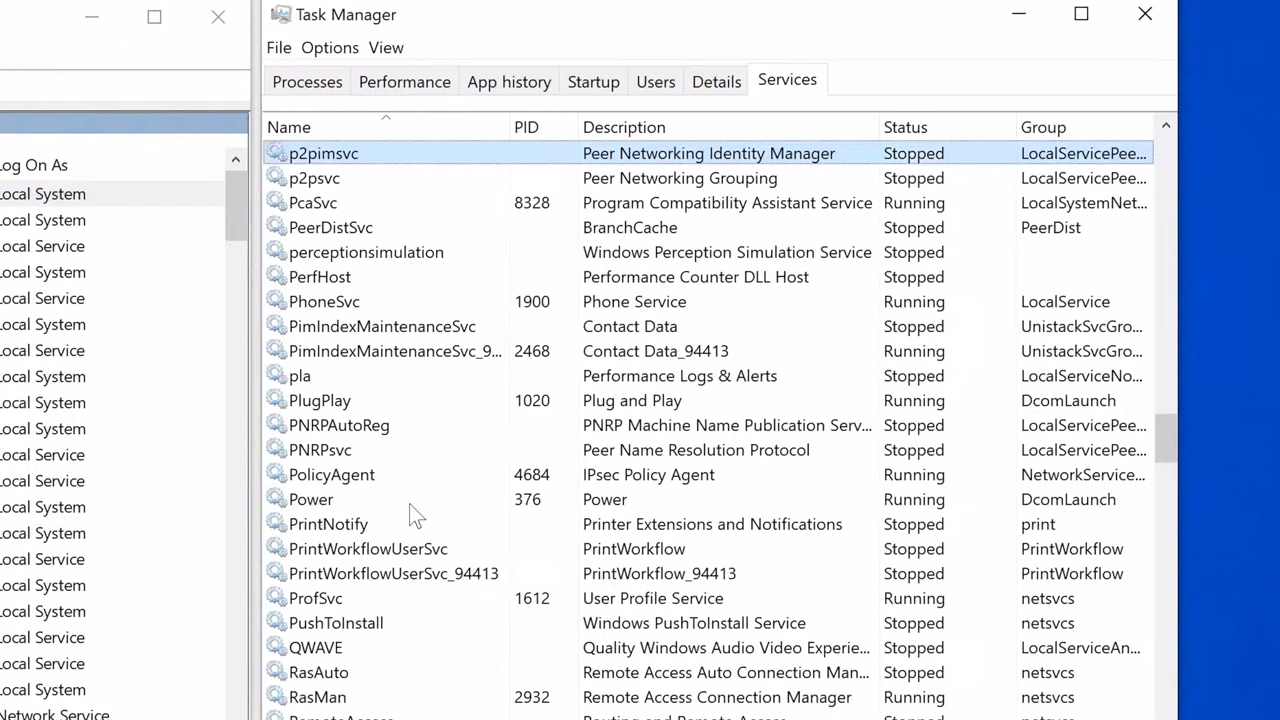 Task Manager
File Options View
Processes Performance App history Startup Users Details Services
Name PID Description Status Group
p2pimsvc Peer Networking Identity Manager Stopped LocalServicePee...
p2psvc Peer Networking Grouping Stopped LocalServicePee...
PcaSvc 8328 Program Compatibility Assistant Service Running LocalSystemNet...
PeerDistSvc BranchCache Stopped PeerDist
perceptionsimulation Windows Perception Simulation Service Stopped
PerfHost Performance Counter DLL Host Stopped
PhoneSvc 1900 Phone Service Running LocalService
PimIndexMaintenanceSvc Contact Data Stopped UnistackSvcGro...
PimIndexMaintenanceSvc_9... 2468 Contact Data_94413 Running UnistackSvcGro...
pla Performance Logs & Alerts Stopped LocalServiceNo...
PlugPlay 1020 Plug and Play Running DcomLaunch
PNRPAutoReg PNRP Machine Name Publication Serv... Stopped LocalServicePee...
PNRPsvc Peer Name Resolution Protocol Stopped LocalServicePee...
PolicyAgent 4684 IPsec Policy Agent Running NetworkService...
Power 376 Power Running DcomLaunch
PrintNotify Printer Extensions and Notifications Stopped print
PrintWorkflowUserSvc PrintWorkflow Stopped PrintWorkflow
PrintWorkflowUserSvc_94413 PrintWorkflow_94413 Stopped PrintWorkflow
ProfSvc 1612 User Profile Service Running netsvcs
PushToInstall Windows PushToInstall Service Stopped netsvcs
QWAVE Quality Windows Audio Video Experie... Stopped LocalServiceAn...
RasAuto Remote Access Auto Connection Man... Stopped netsvcs
RasMan 2932 Remote Access Connection Manager Running netsvcs
Log On As
Local System
Local System
Local Service
Local System
Local Service
Local System
Local Service
Local System
Local System
Local System
Local Service
Local System
Local System
Local System
Local Service
Local System
Local System
Local Service
Local Service
Local System
Network Service